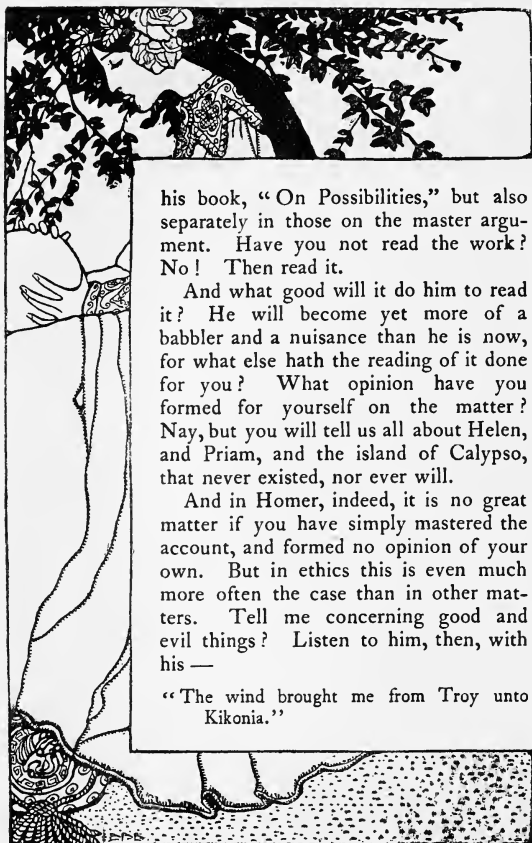 his book, “ On Possibilities,” but also
separately in those on the master argu-
ment. Have you not read the work?
No! Then read it.
And what good will it do him to read
it? He will become yet more of a
babbler and a nuisance than he is now,
for what else hath the reading of it done
for you? What opinion have you
formed for yourself on the matter?
Nay, but you will tell us all about Helen,
and Priam, and the island of Calypso,
that never existed, nor ever will.
And in Homer, indeed, it is no great
matter if you have simply mastered the
account, and formed no opinion of your
own. But in ethics this is even much
more often the case than in other mat-
ters. Tell me concerning good and
evil things? Listen to him, then, with
his —
“ The wind brought me from Troy unto
Kikonia.”